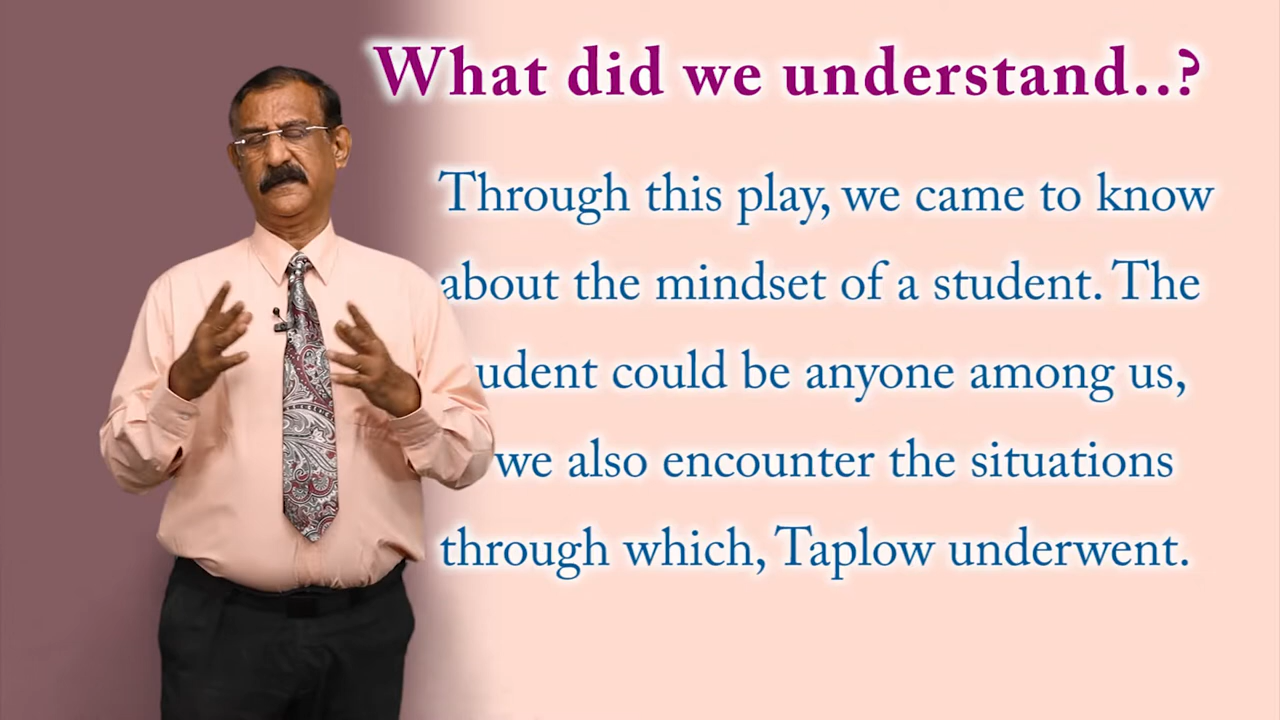 What did we understand..?
Through this play, we came to know
about the mindset of a student. The
udent could be anyone among us,
we also encounter the situations
through which, Taplow underwent.